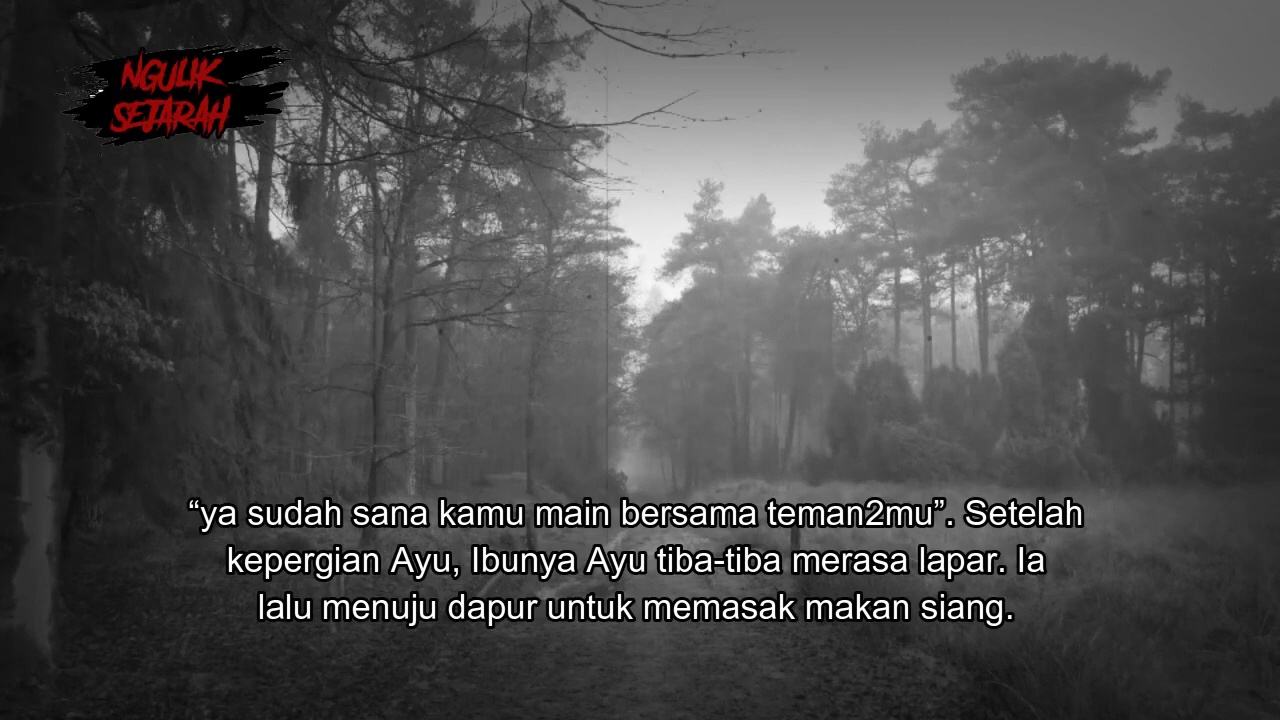 NGULIK
SEJARAH
“ya sudah sana kamu main bersama teman2mu”. Setelah
kepergian Ayu, Ibunya Ayu tiba-tiba merasa lapar. Ia
lalu menuju dapur untuk memasak makan siang.